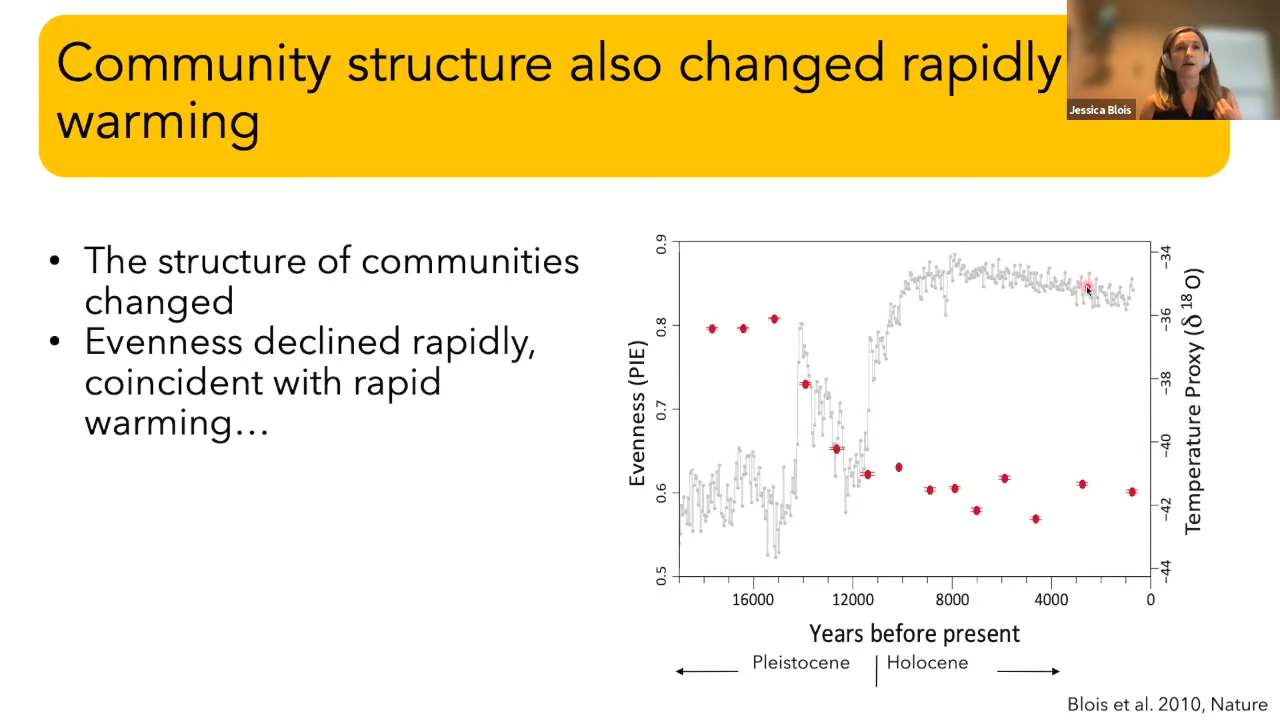 Community structure also changed rapidly
warming
Jessica Blois
• The structure of communities
changed
• Evenness declined rapidly,
coincident with rapid
warming…
Evenness (PIE)
0.9
0.8
0.7
0.6
0.5
Temperature Proxy (δ 18 O)
−34
−36
−38
−40
−42
−44
16000 12000 8000 4000 0
Years before present
Pleistocene Holocene
Blois et al. 2010, Nature